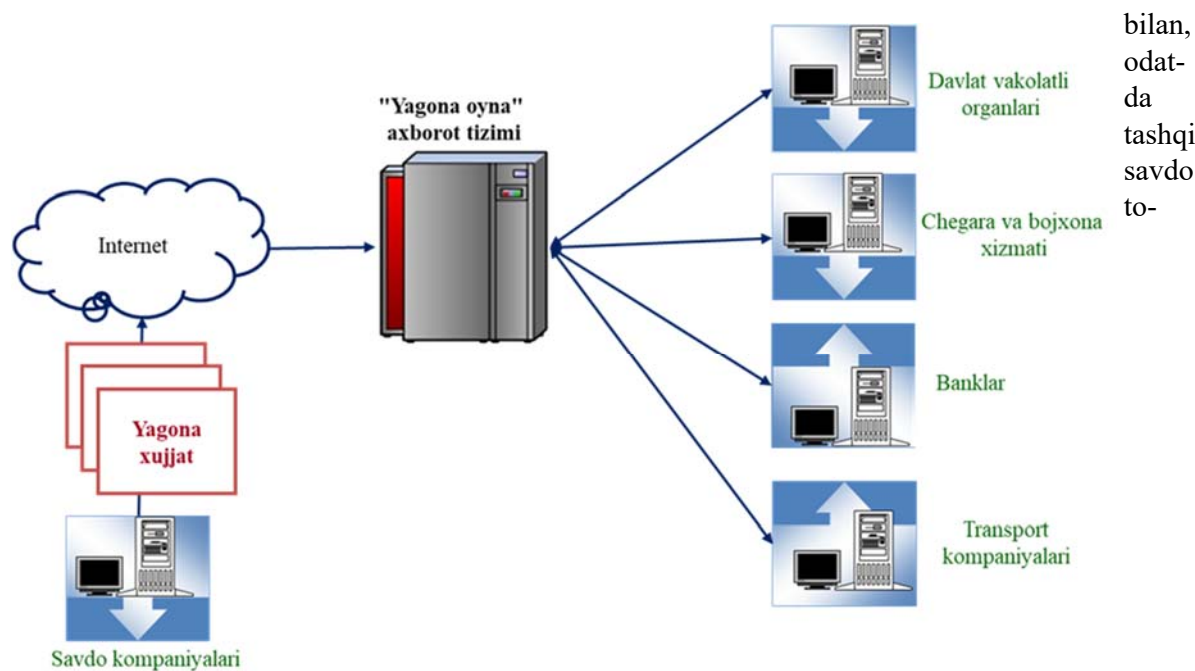 "Yagona oyna"
axborot tizimi
Internet
Yagona
xujjat
Savdo kompaniyalari
Davlat vakolatli
organlari
Chegara va bojxona
xizmati
Banklar
Transport
kompaniyalari
bilan,
odat-
da
tashqi
savdo
to-